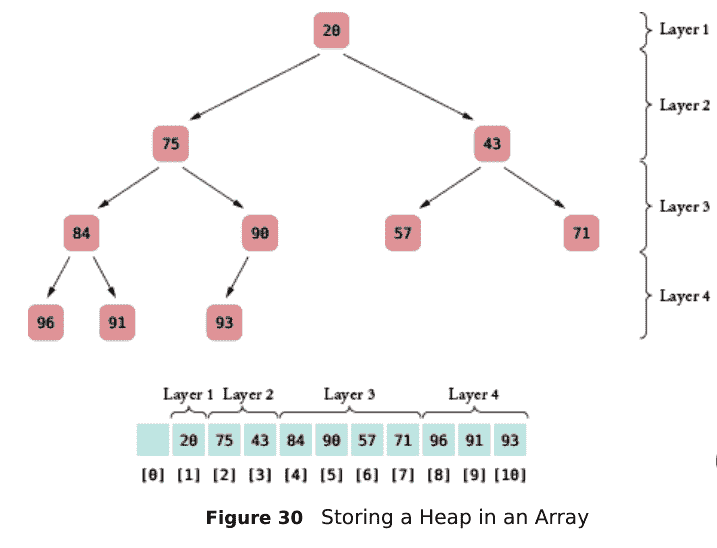 20
Layer 1
Layer 2
75
43
Layer 3
84
90
57
71
Layer 4
96
91
93
Layer 1 Layer 2 Layer 3 Layer 4
20 75 43 84 90 57 71 96 91 93
[0] [1] [2] [3] [4] [5] [6] [7] [8] [9] [10]
Figure 30 Storing a Heap in an Array